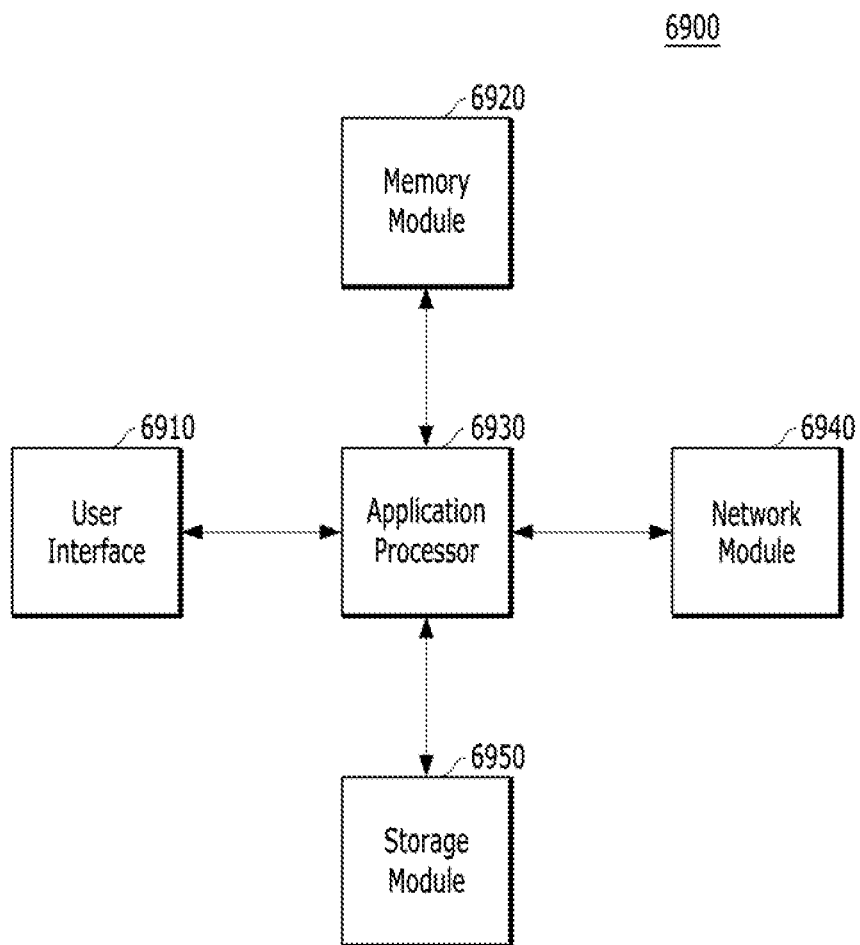 6900
6920
Memory
Module
6910
User
Interface
6930
Application
Processor
6940
Network
Module
6950
Storage
Module